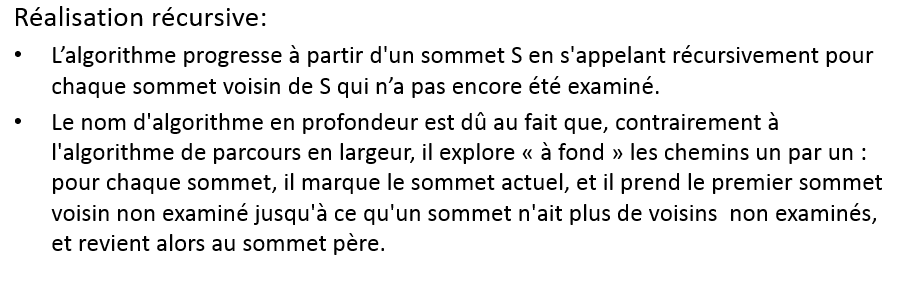 Réalisation récursive:
• L’algorithme progresse à partir d'un sommet S en s'appelant récursivement pour
chaque sommet voisin de S qui n’a pas encore été examiné.
• Le nom d'algorithme en profondeur est dû au fait que, contrairement à
l'algorithme de parcours en largeur, il explore « à fond » les chemins un par un :
pour chaque sommet, il marque le sommet actuel, et il prend le premier sommet
voisin non examiné jusqu'à ce qu'un sommet n'ait plus de voisins  non examinés,
et revient alors au sommet père.